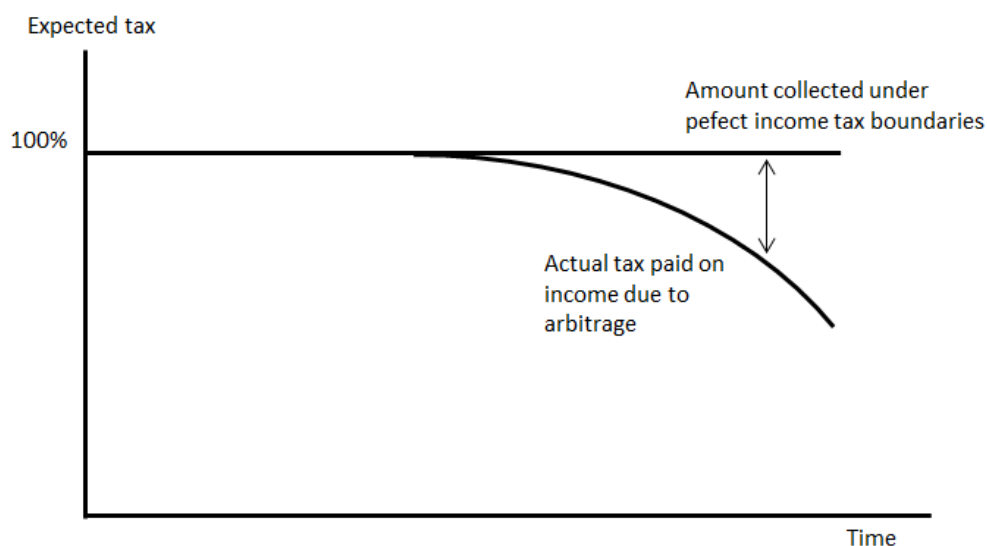 Expected tax
Amount collected under
pefect income tax boundaries
100%
Actual tax paid on
income due to
arbitrage
Time